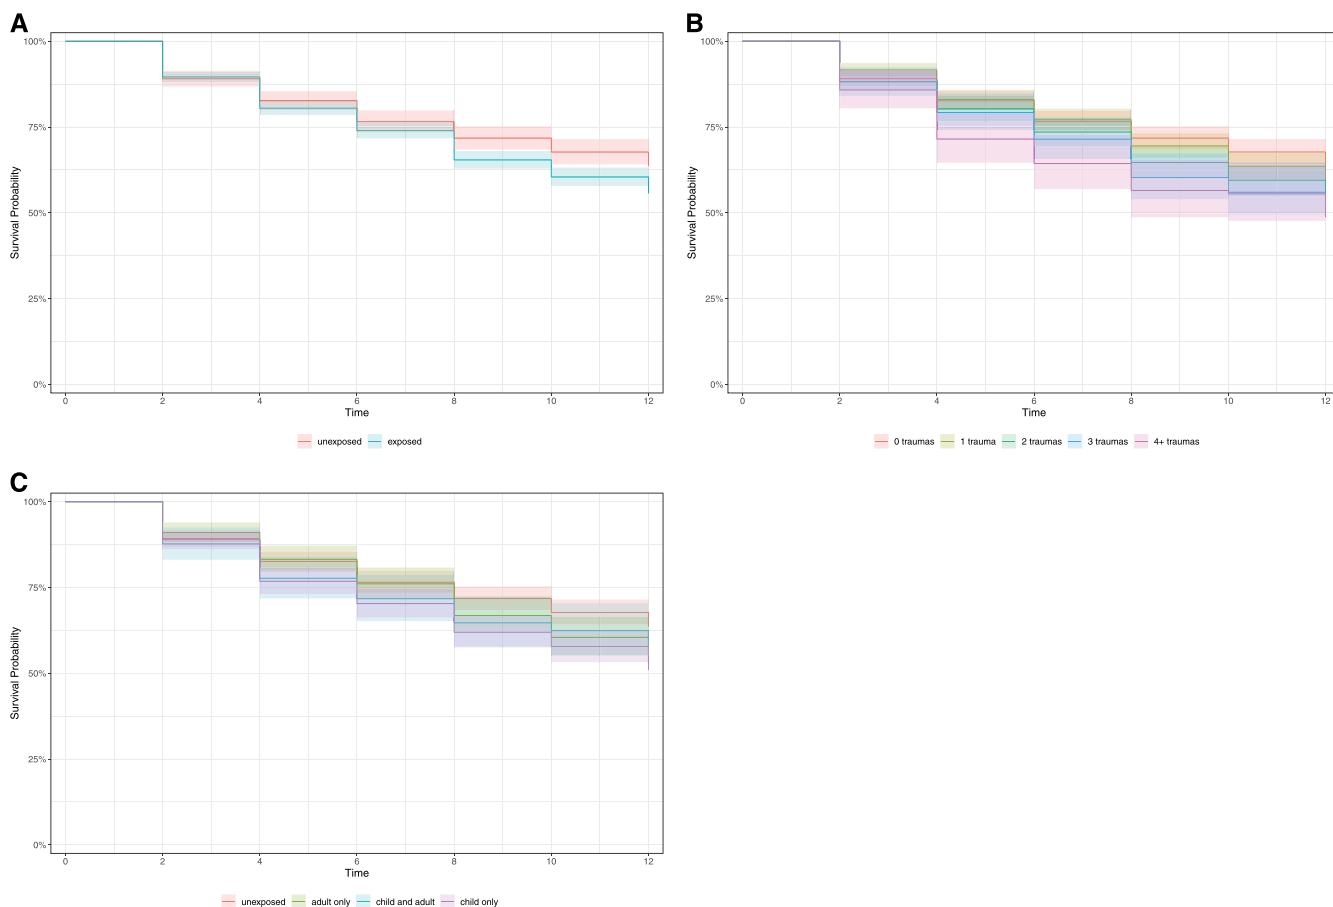 A
Survival Probability
100%
75%
50%
25%
0%
0 2 4 6 8 10 12
Time
unexposed exposed
B
Survival Probability
100%
75%
50%
25%
0%
0 2 4 6 8 10 12
Time
0 traumas 1 trauma 2 traumas 3 traumas 4+ traumas
C
Survival Probability
100%
75%
50%
25%
0%
0 2 4 6 8 10 12
Time
unexposed adult only child and adult child only